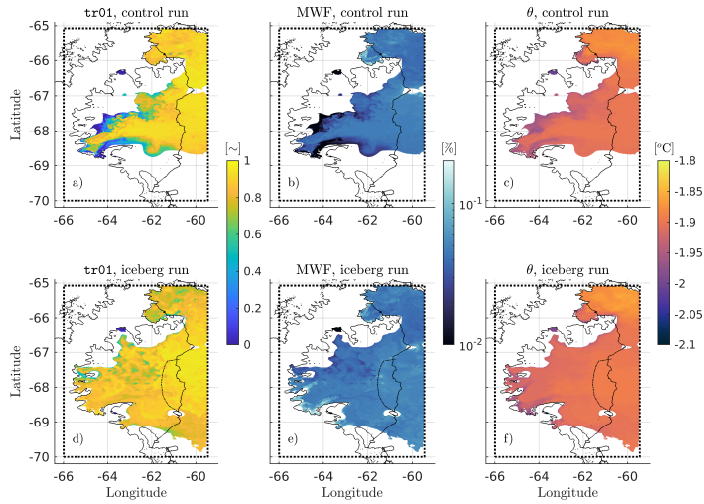 tr01, control run
MWF, control run
θ, control run
-65
-66
-67
-68
-69
-70
Latitude
a)
b)
c)
-66 -64 -62 -60
-66 -64 -62 -60
-66 -64 -62 -60
[~]
1
0.8
0.6
0.4
0.2
0
[%]
10-1
10-2
[°C]
-1.8
-1.85
-1.9
-1.95
-2
-2.05
-2.1
tr01, iceberg run
MWF, iceberg run
θ, iceberg run
-65
-66
-67
-68
-69
-70
Latitude
d)
e)
f)
-66 -64 -62 -60
-66 -64 -62 -60
-66 -64 -62 -60
Longitude
Longitude
Longitude